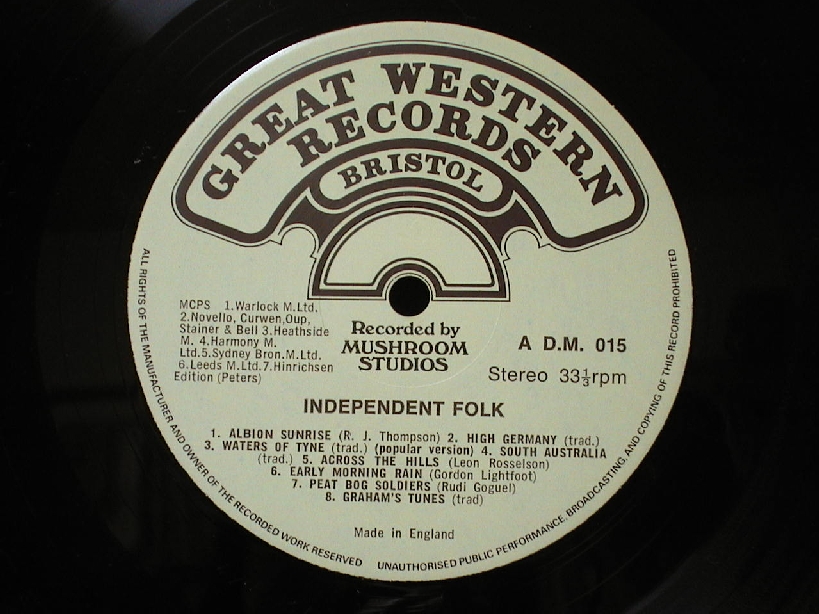 GREAT WESTERN
RECORDS
BRISTOL
MCPS 1.Warlock M.Ltd.
2.Novello, Curwen,Oup,
Stainer & Bell 3.Heathside
M. 4.Harmony M.
Ltd.5.Sydney Bron.M.Ltd.
6.Leeds M.Ltd.7.Hinrichsen
Edition (Peters)
Recorded by
MUSHROOM
STUDIOS
A D.M. 015
Stereo 33⅓rpm
INDEPENDENT FOLK
1. ALBION SUNRISE (R. J. Thompson) 2. HIGH GERMANY (trad.)
3. WATERS OF TYNE (trad.) (popular version) 4. SOUTH AUSTRALIA
(trad.) 5. ACROSS THE HILLS (Leon Rosselson)
6. EARLY MORNING RAIN (Gordon Lightfoot)
7. PEAT BOG SOLDIERS (Rudi Goguel)
8. GRAHAM'S TUNES (trad)
Made in England
ALL RIGHTS OF THE MANUFACTURER AND OWNER OF THE RECORDED WORK RESERVED UNAUTHORISED PUBLIC PERFORMANCE, BROADCASTING, AND COPYING OF THIS RECORD PROHIBITED